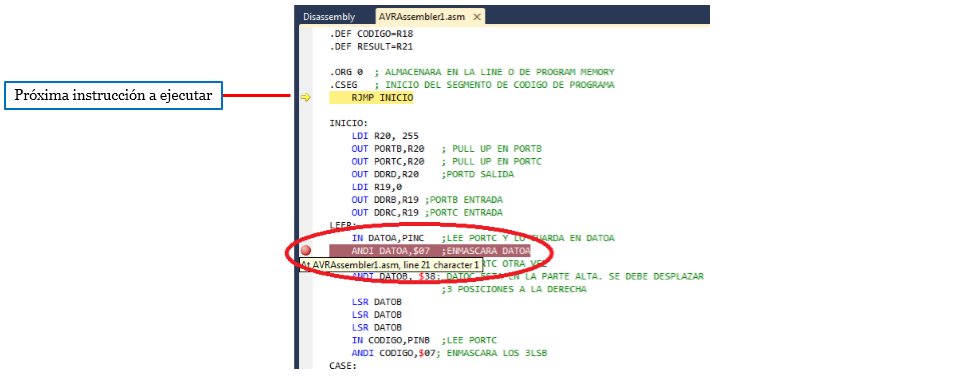 Disassembly AVRAssembler1.asm
.DEF CODIGO=R18
.DEF RESULT=R21
.ORG 0 ; ALMACENARA EN LA LINE O DE PROGRAM MEMORY
.CSEG ; INICIO DEL SEGMENTO DE CODIGO DE PROGRAMA
Próxima instrucción a ejecutar
RJMP INICIO
INICIO:
LDI R20, 255
OUT PORTB,R20 ; PULL UP EN PORTB
OUT PORTC,R20 ; PULL UP EN PORTC
OUT DDRD,R20 ;PORTD SALIDA
LDI R19,0
OUT DDRB,R19 ;PORTB ENTRADA
OUT DDRC,R19 ;PORTC ENTRADA
LEER:
IN DATOA,PINC ;LEE PORTC Y LO GUARDA EN DATOA
ANDI DATOA,$07 ;ENMASCARA DATOA
At AVRAssembler1.asm, line 21 character 1
OTRA VEZ
ANDI DATOB, $38; DATOC ESTA EN LA PARTE ALTA. SE DEBE DESPLAZAR
;3 POSICIONES A LA DERECHA
LSR DATOB
LSR DATOB
LSR DATOB
IN CODIGO,PINB ;LEE PORTC
ANDI CODIGO,$07; ENMASCARA LOS 3LSB
CASE: